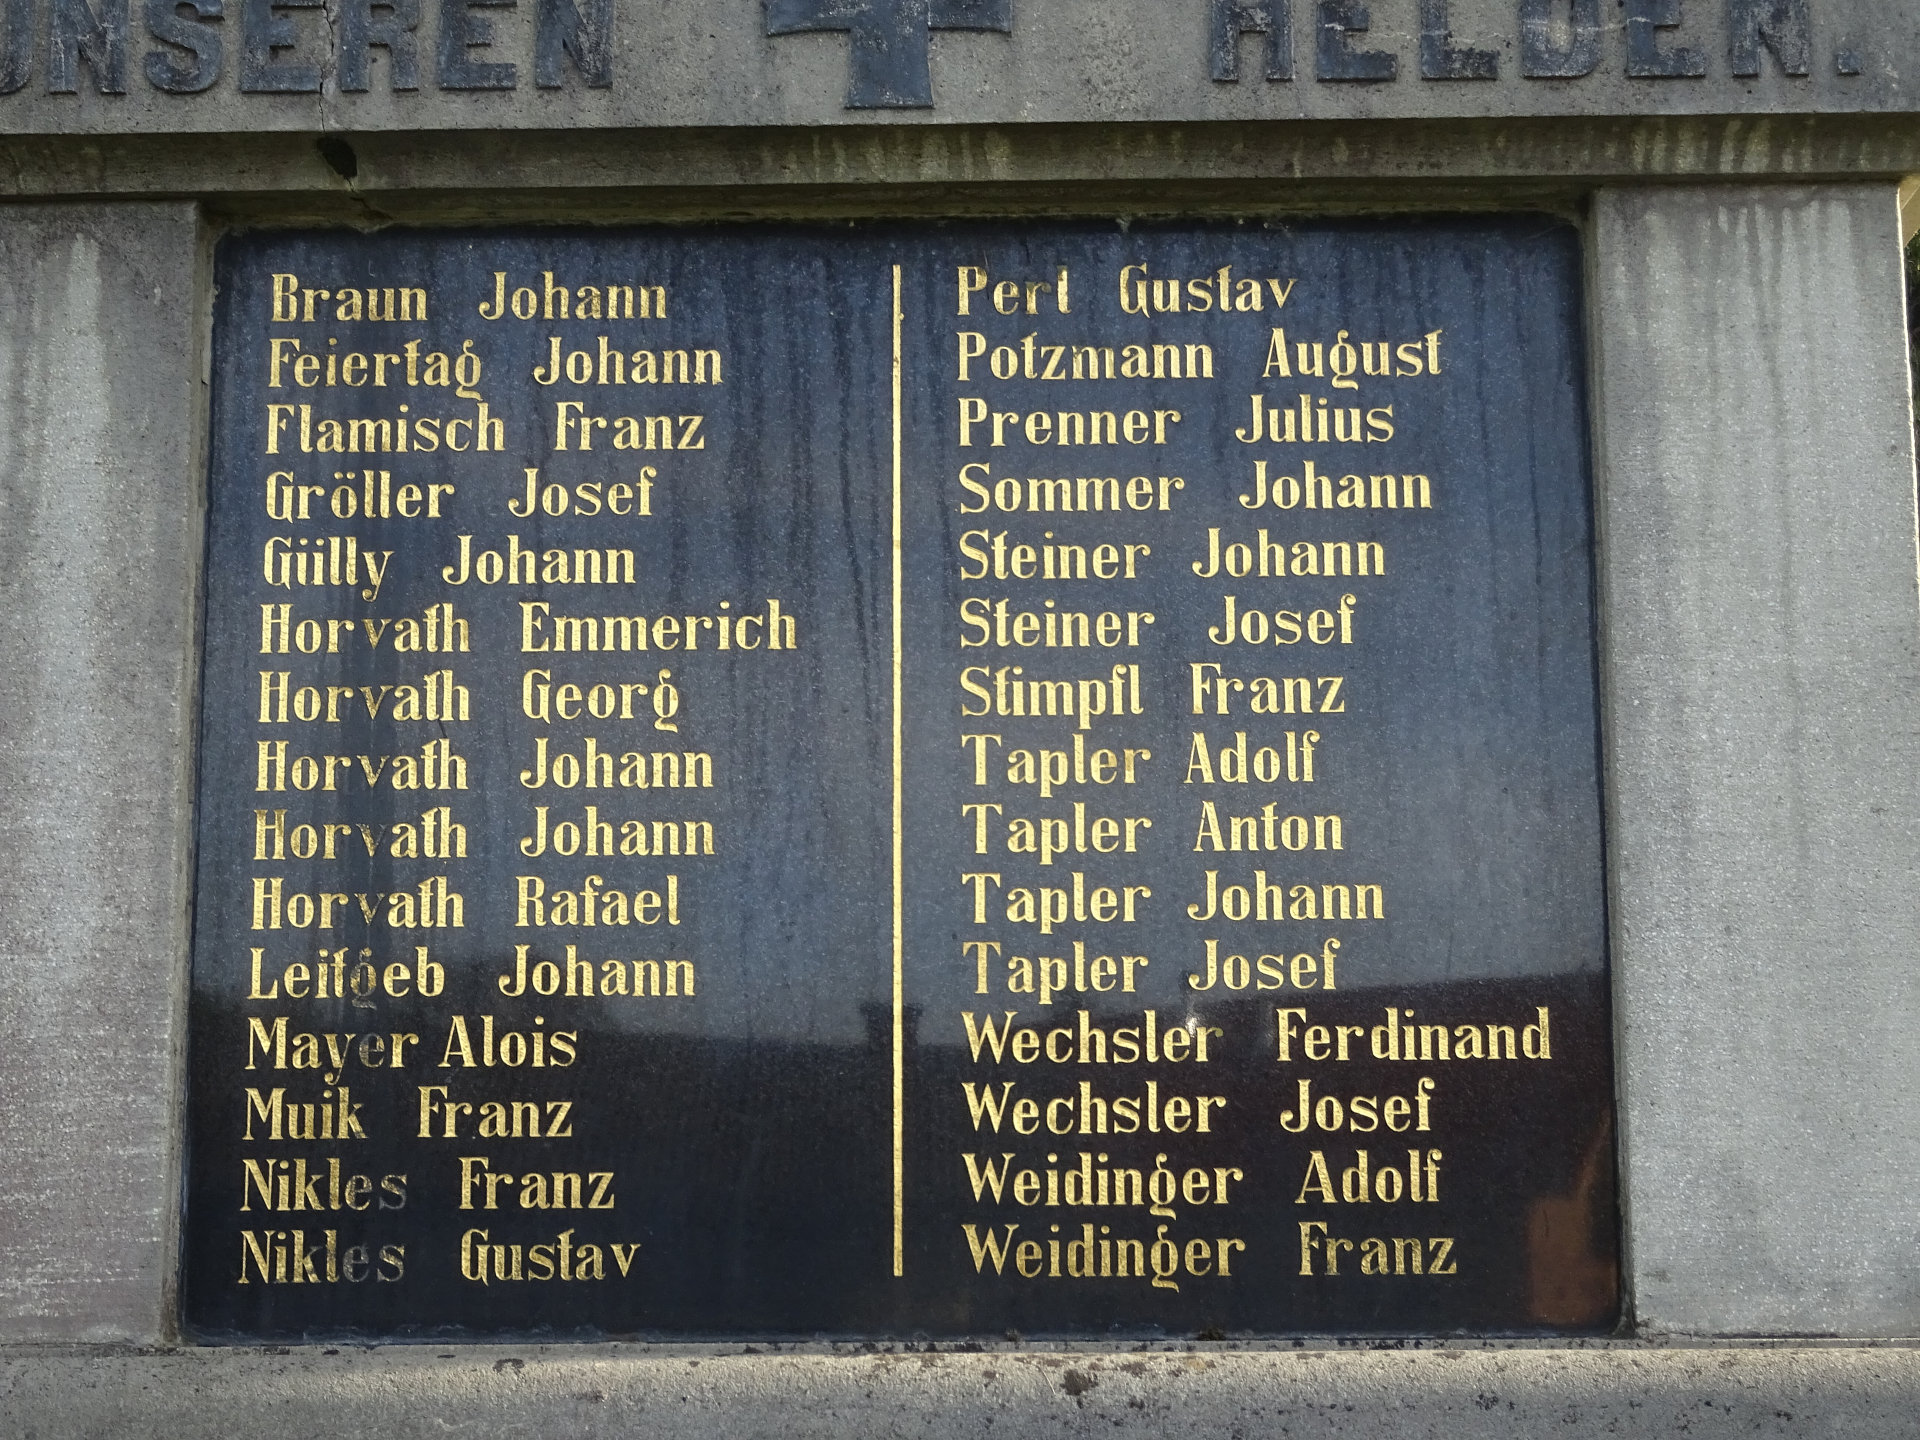 UNSEREN HELDEN.
Braun Johann
Feiertag Johann
Flamisch Franz
Gröller Josef
Gülly Johann
Horvath Emmerich
Horvath Georg
Horvath Johann
Horvath Johann
Horvath Rafael
Leitgeb Johann
Mayer Alois
Muik Franz
Nikles Franz
Nikles Gustav
Perl Gustav
Potzmann August
Prenner Julius
Sommer Johann
Steiner Johann
Steiner Josef
Stimpfl Franz
Tapler Adolf
Tapler Anton
Tapler Johann
Tapler Josef
Wechsler Ferdinand
Wechsler Josef
Weidinger Adolf
Weidinger Franz